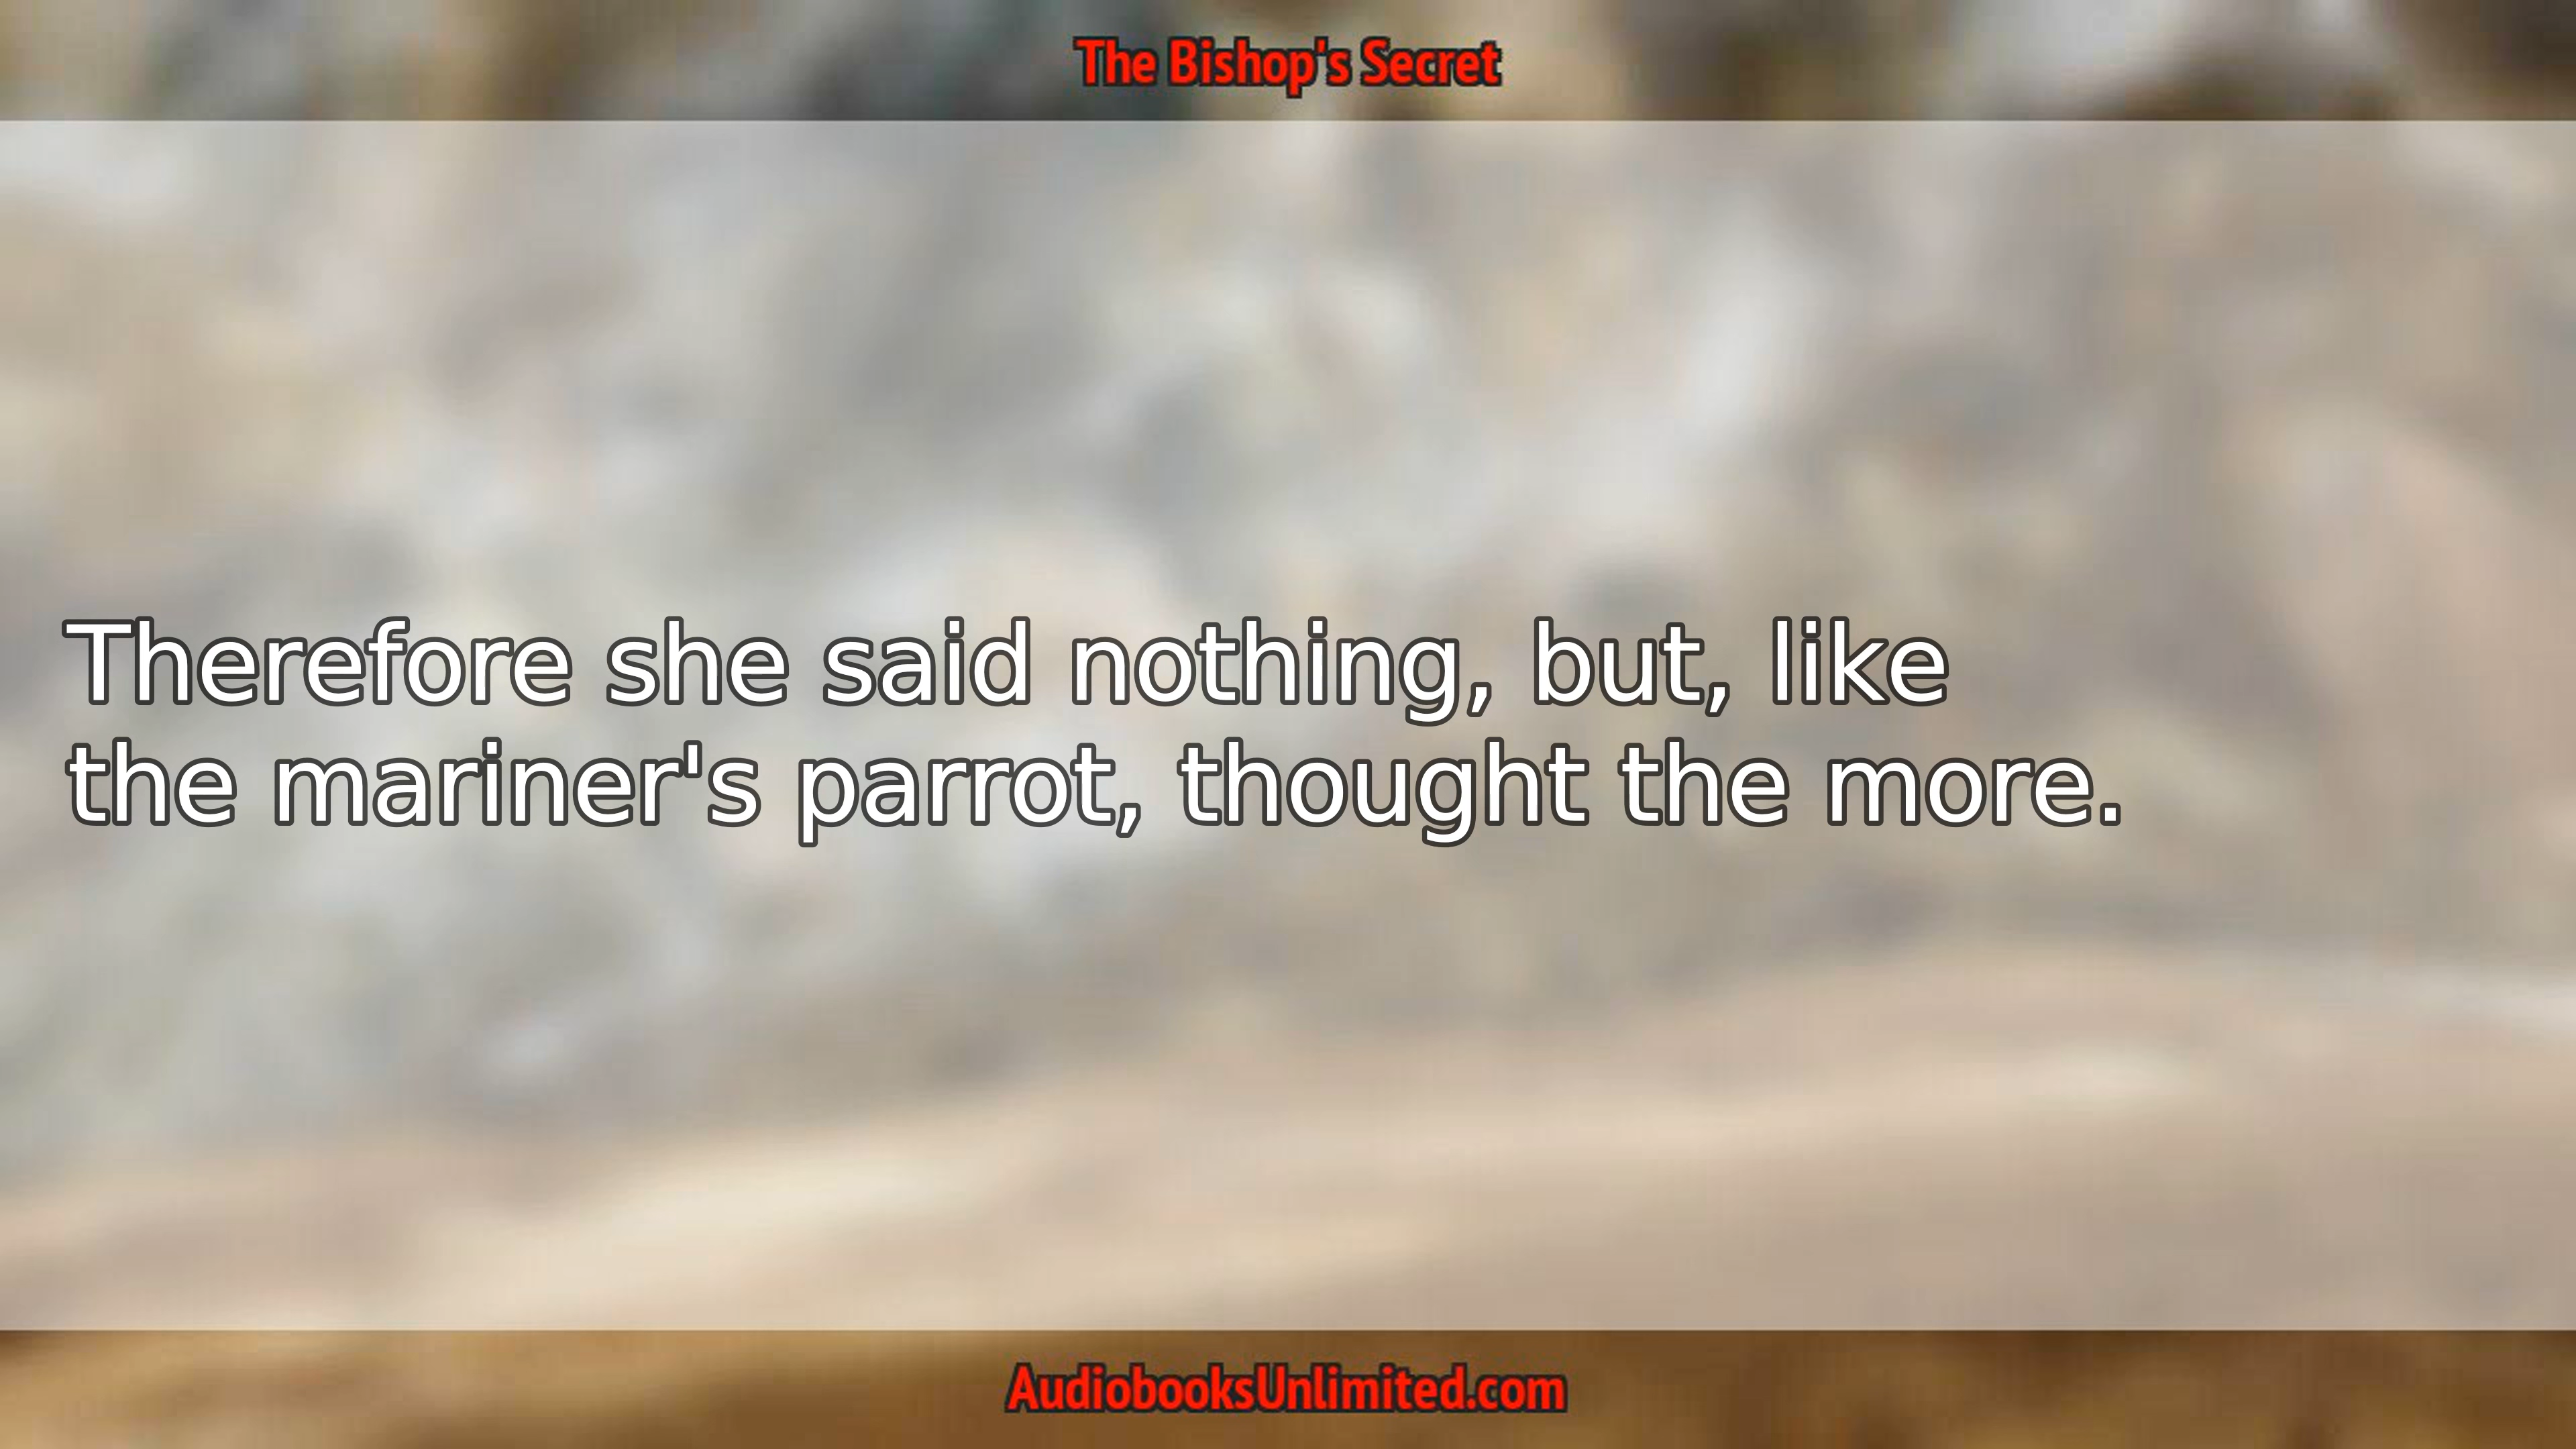 The Bishop's Secret
Therefore she said nothing, but, like
the mariner's parrot, thought the more.
AudiobooksUnlimited.com